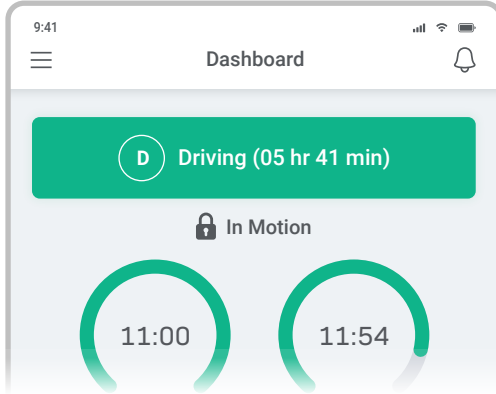 9:41
Dashboard
D Driving (05 hr 41 min)
In Motion
11:00 11:54